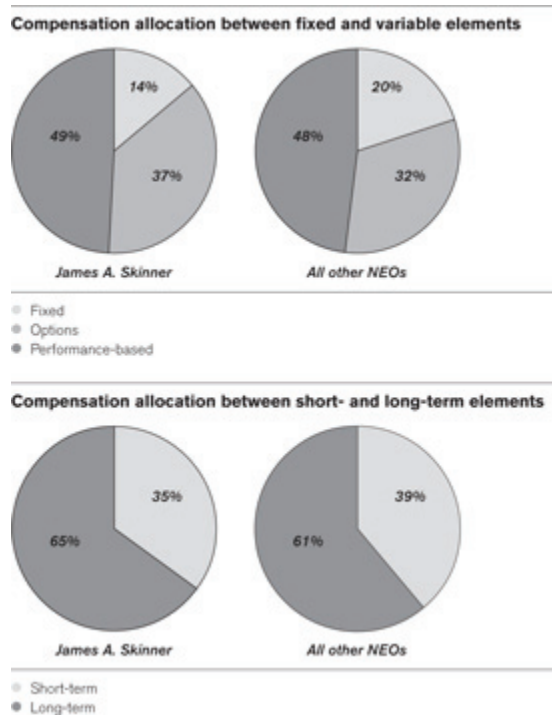 Compensation allocation between fixed and variable elements
14%
20%
49%
48%
37%
32%
James A. Skinner
All other NEOs
Fixed
Options
Performance-based
Compensation allocation between short- and long-term elements
35%
39%
65%
61%
James A. Skinner
All other NEOs
Short-term
Long-term